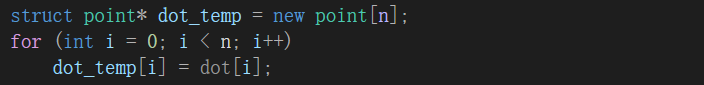 struct point* dot_temp = new point[n];
for (int i = 0; i < n; i++)
    dot_temp[i] = dot[i];